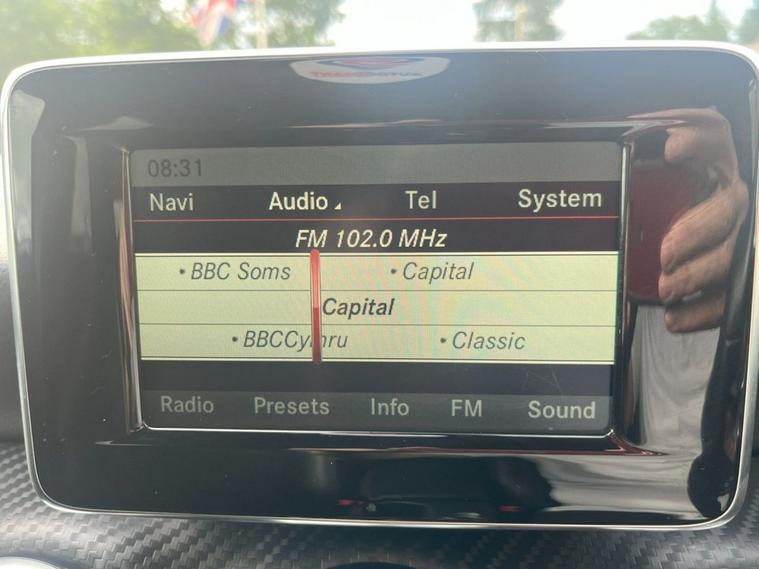 08:31
Navi Audio Tel System
FM 102.0 MHz
• BBC Soms • Capital
Capital
• BBCCymru • Classic
Radio Presets Info FM Sound